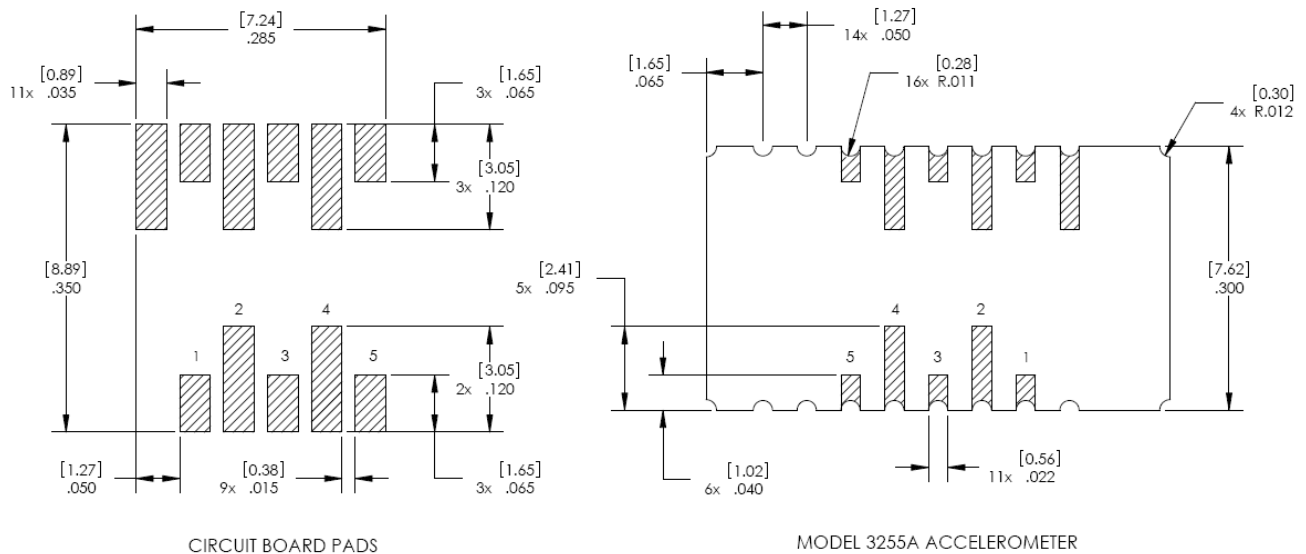 [7.24]
.285
[0.89]
11x .035
[1.65]
3x .065
[3.05]
3x .120
[8.89]
.350
2
4
1
3
5
[3.05]
2x .120
[1.27]
.050
[0.38]
9x .015
[1.65]
3x .065
CIRCUIT BOARD PADS
[1.27]
14x .050
[1.65]
.065
[0.28]
16x R.011
[0.30]
4x R.012
[2.41]
5x .095
[7.62]
.300
4
2
5
3
1
[1.02]
6x .040
[0.56]
11x .022
MODEL 3255A ACCELEROMETER